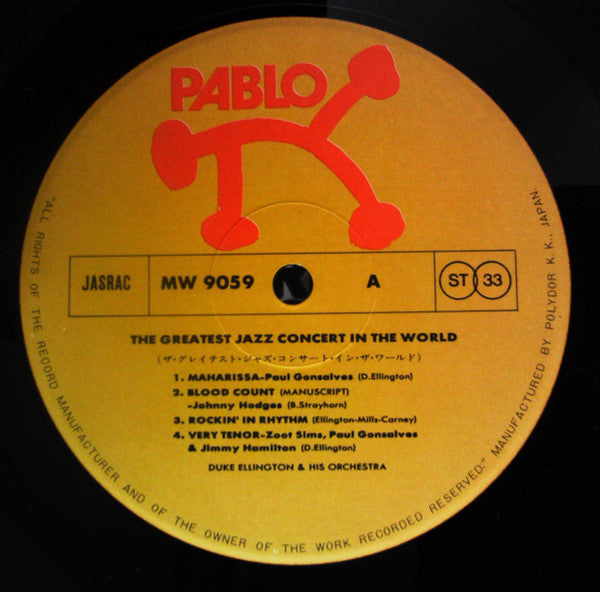 PABLO
JASRAC MW 9059 A ST 33
THE GREATEST JAZZ CONCERT IN THE WORLD
(ザ・グレイテスト・ジャズ・コンサート・イン・ザ・ワールド)
1. MAHARISSA–Paul Gonsalves (D.Ellington)
2. BLOOD COUNT (MANUSCRIPT)
–Johnny Hodges (B.Strayhorn)
3. ROCKIN' IN RHYTHM (Ellington-Mills-Carney)
4. VERY TENOR–Zoot Sims, Paul Gonsalves
& Jimmy Hamilton (D.Ellington)
DUKE ELLINGTON & HIS ORCHESTRA
"ALL RIGHTS OF THE RECORD MANUFACTURER AND OF THE OWNER OF THE WORK RECORDED RESERVED." MANUFACTURED BY POLYDOR K.K., JAPAN.